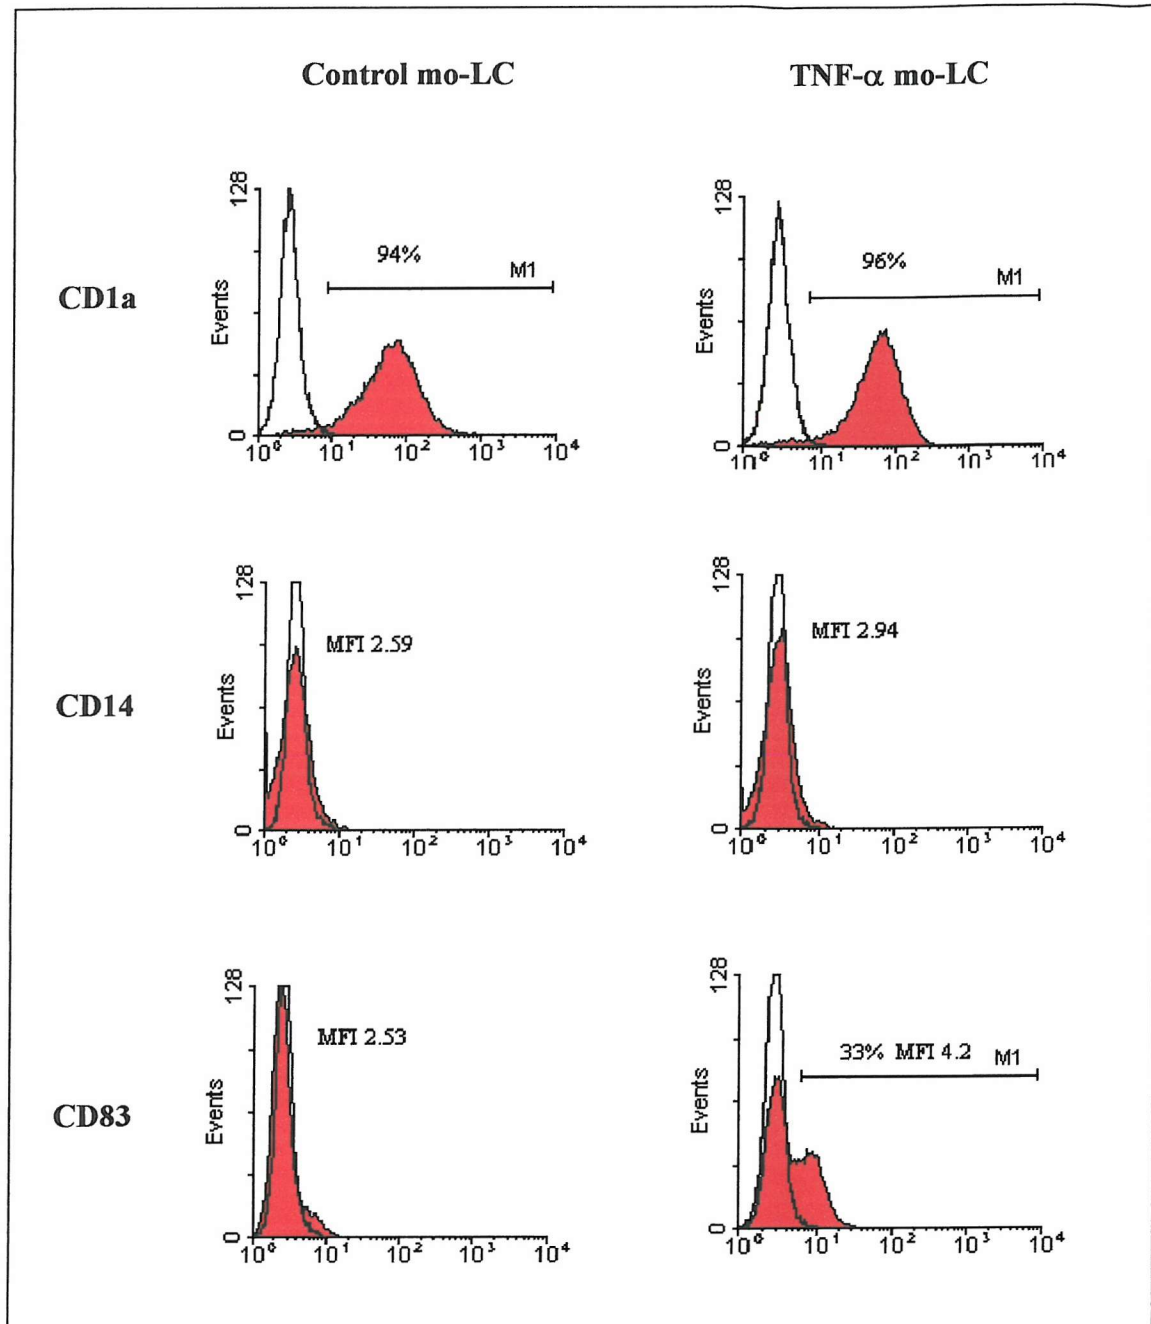 Control mo-LC TNF-α mo-LC
CD1a
128
Events
0
94%
M1
10⁰ 10¹ 10² 10³ 10⁴
128
Events
0
96%
M1
10⁰ 10¹ 10² 10³ 10⁴
CD14
128
Events
0
MFI 2.59
10⁰ 10¹ 10² 10³ 10⁴
128
Events
0
MFI 2.94
10⁰ 10¹ 10² 10³ 10⁴
CD83
128
Events
0
MFI 2.53
10⁰ 10¹ 10² 10³ 10⁴
128
Events
0
33% MFI 4.2 M1
10⁰ 10¹ 10² 10³ 10⁴